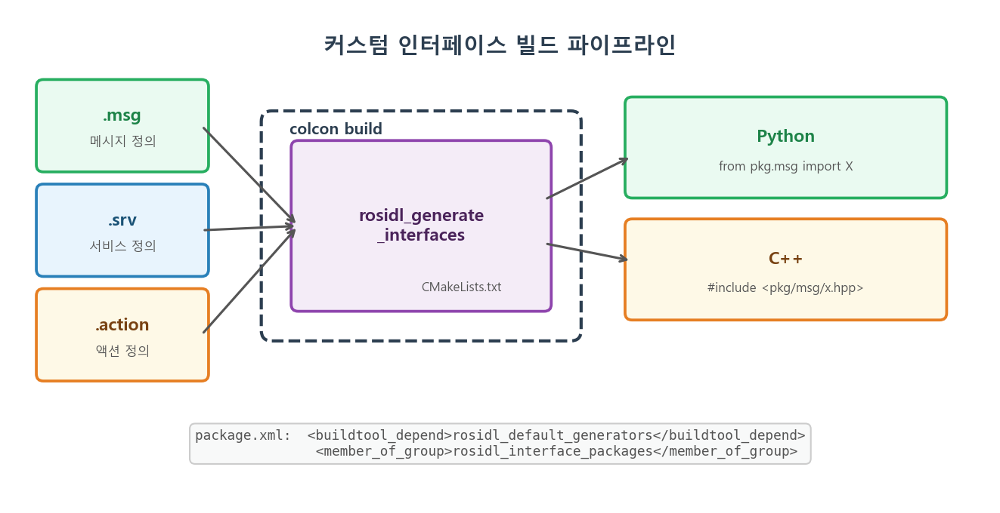 커스텀 인터페이스 빌드 파이프라인
.msg
메시지 정의
.srv
서비스 정의
.action
액션 정의
colcon build
rosidl_generate
_interfaces
CMakeLists.txt
Python
from pkg.msg import X
C++
#include <pkg/msg/x.hpp>
package.xml:  <buildtool_depend>rosidl_default_generators</buildtool_depend>
<member_of_group>rosidl_interface_packages</member_of_group>